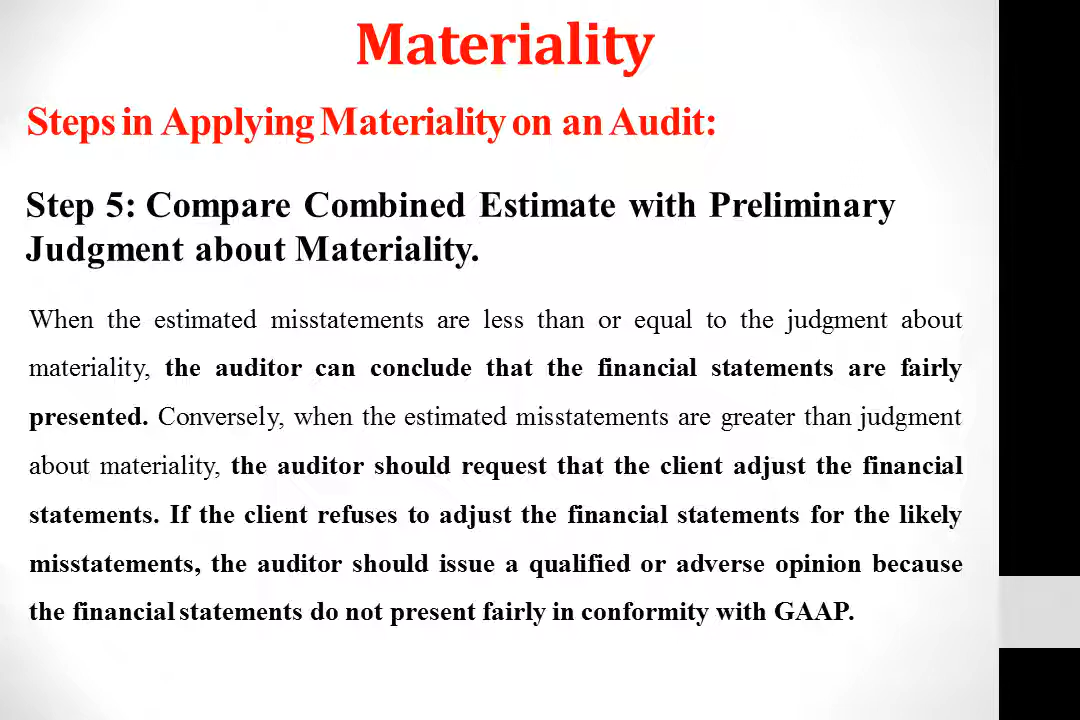 Materiality
Steps in Applying Materiality on an Audit:
Step 5: Compare Combined Estimate with Preliminary
Judgment about Materiality.
When the estimated misstatements are less than or equal to the judgment about
materiality, the auditor can conclude that the financial statements are fairly
presented. Conversely, when the estimated misstatements are greater than judgment
about materiality, the auditor should request that the client adjust the financial
statements. If the client refuses to adjust the financial statements for the likely
misstatements, the auditor should issue a qualified or adverse opinion because
the financial statements do not present fairly in conformity with GAAP.